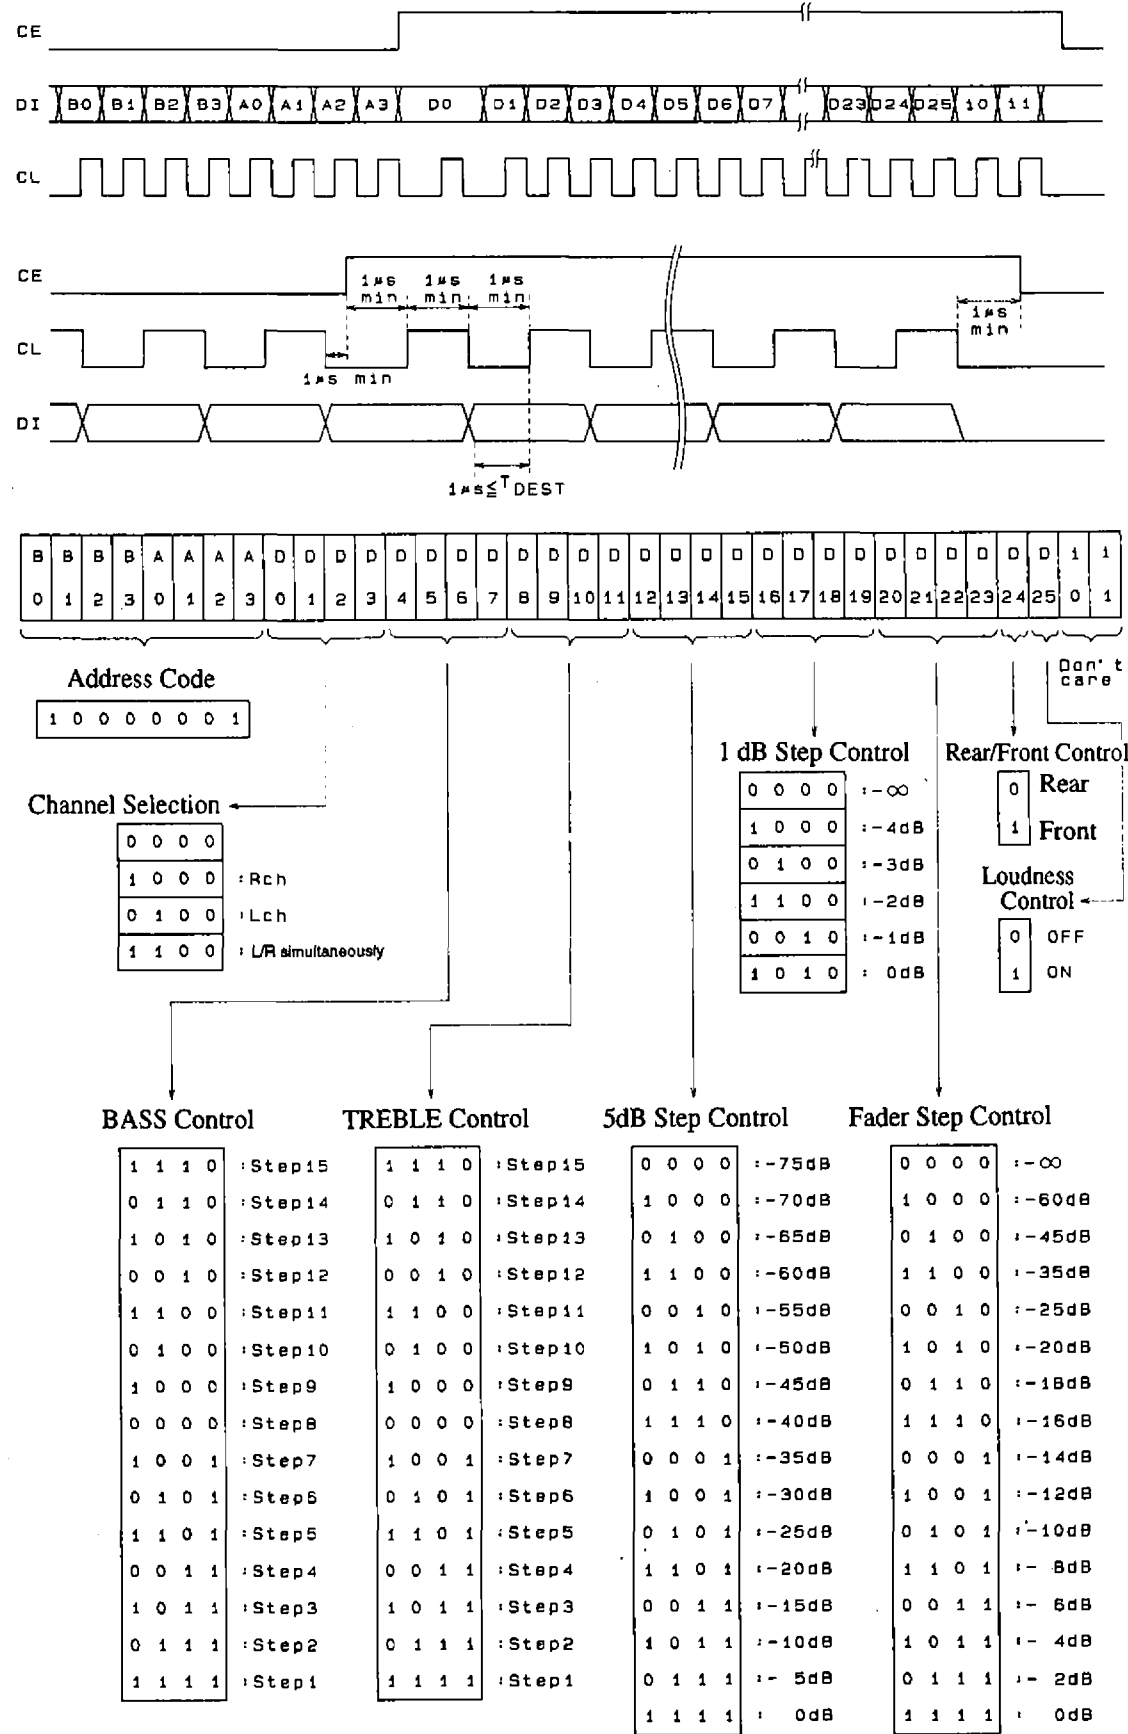 CE
DI B0 B1 B2 B3 A0 A1 A2 A3 D0 D1 D2 D3 D4 D5 D6 D7 D23 D24 D25 i0 i1
CL
CE
1μs min 1μs min 1μs min
1μs min
CL
1μs min
DI
1μs≦TDEST
B B B B A A A A D D D D D D D D D D D D D D D D D D D D D D D D D D i i
0 1 2 3 0 1 2 3 0 1 2 3 4 5 6 7 8 9 10 11 12 13 14 15 16 17 18 19 20 21 22 23 24 25 0 1
Don't care
Address Code
1 0 0 0 0 0 0 1
Channel Selection
0 0 0 0
1 0 0 0 :Rch
0 1 0 0 :Lch
1 1 0 0 : L/R simultaneously
1 dB Step Control
0 0 0 0 :-∞
1 0 0 0 :-4dB
0 1 0 0 :-3dB
1 1 0 0 :-2dB
0 0 1 0 :-1dB
1 0 1 0 : 0dB
Rear/Front Control
0 Rear
1 Front
Loudness Control
0 OFF
1 ON
BASS Control
1 1 1 0 :Step15
0 1 1 0 :Step14
1 0 1 0 :Step13
0 0 1 0 :Step12
1 1 0 0 :Step11
0 1 0 0 :Step10
1 0 0 0 :Step9
0 0 0 0 :Step8
1 0 0 1 :Step7
0 1 0 1 :Step6
1 1 0 1 :Step5
0 0 1 1 :Step4
1 0 1 1 :Step3
0 1 1 1 :Step2
1 1 1 1 :Step1
TREBLE Control
1 1 1 0 :Step15
0 1 1 0 :Step14
1 0 1 0 :Step13
0 0 1 0 :Step12
1 1 0 0 :Step11
0 1 0 0 :Step10
1 0 0 0 :Step9
0 0 0 0 :Step8
1 0 0 1 :Step7
0 1 0 1 :Step6
1 1 0 1 :Step5
0 0 1 1 :Step4
1 0 1 1 :Step3
0 1 1 1 :Step2
1 1 1 1 :Step1
5dB Step Control
0 0 0 0 :-75dB
1 0 0 0 :-70dB
0 1 0 0 :-65dB
1 1 0 0 :-60dB
0 0 1 0 :-55dB
1 0 1 0 :-50dB
0 1 1 0 :-45dB
1 1 1 0 :-40dB
0 0 0 1 :-35dB
1 0 0 1 :-30dB
0 1 0 1 :-25dB
1 1 0 1 :-20dB
0 0 1 1 :-15dB
1 0 1 1 :-10dB
0 1 1 1 :- 5dB
1 1 1 1 : 0dB
Fader Step Control
0 0 0 0 :-∞
1 0 0 0 :-60dB
0 1 0 0 :-45dB
1 1 0 0 :-35dB
0 0 1 0 :-25dB
1 0 1 0 :-20dB
0 1 1 0 :-18dB
1 1 1 0 :-16dB
0 0 0 1 :-14dB
1 0 0 1 :-12dB
0 1 0 1 :-10dB
1 1 0 1 :- 8dB
0 0 1 1 :- 6dB
1 0 1 1 :- 4dB
0 1 1 1 :- 2dB
1 1 1 1 : 0dB